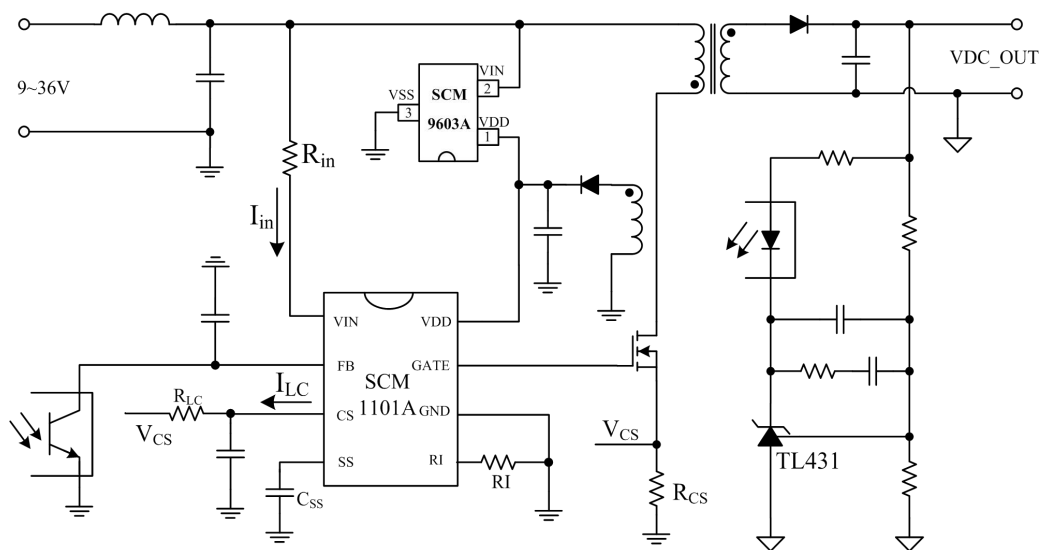 9~36V
VSS
3
SCM
9603A
VIN
2
VDD
1
VDC_OUT
Rin
Iin
VIN
VDD
FB
GATE
SCM
1101A
CS
GND
SS
RI
ILC
RLC
VCS
CSS
RI
VCS
RCS
TL431